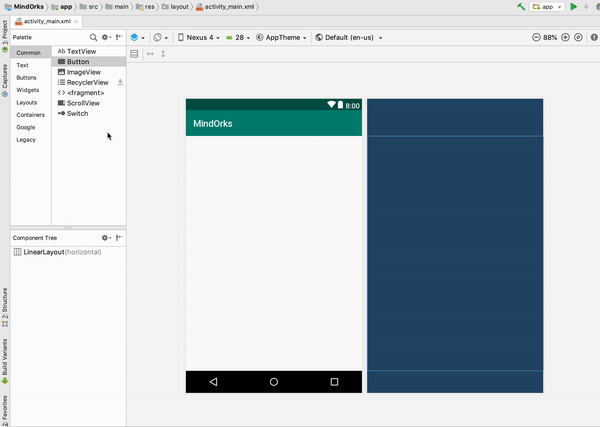 MindOrks app src main res layout activity_main.xml app
activity_main.xml
Palette Nexus 4 28 AppTheme Default (en-us) 88%
Common
Text
Buttons
Widgets
Layouts
Containers
Google
Legacy
Ab TextView
Button
ImageView
RecyclerView
<> <fragment>
ScrollView
Switch
8:00
MindOrks
Component Tree
LinearLayout(horizontal)
1: Project
Captures
Z: Structure
Build Variants
2: Favorites